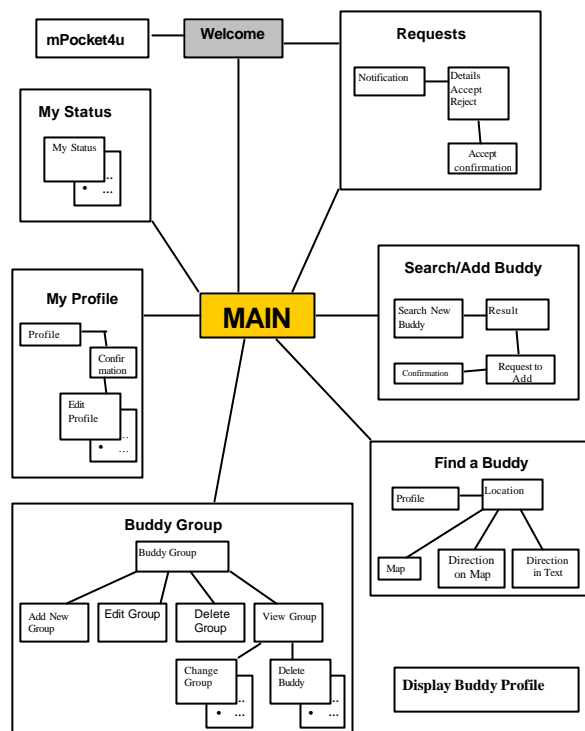 mPocket4u
Welcome
Requests
Notification
Details
Accept
Reject
Accept
confirmation
My Status
My Status
..
• ...
My Profile
Profile
Confir
mation
Edit
Profile
..
• ...
MAIN
Search/Add Buddy
Search New
Buddy
Result
Confirmation
Request to
Add
Find a Buddy
Profile
Location
Map
Direction
on Map
Direction
in Text
Buddy Group
Buddy Group
Add New
Group
Edit Group
Delete
Group
View Group
Change
Group
..
• ...
Delete
Buddy
..
• ...
Display Buddy Profile